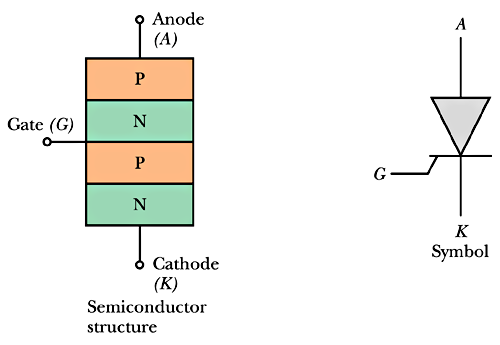 Anode
(A)
P
N
Gate (G)
P
N
Cathode
(K)
Semiconductor
structure
A
G
K
Symbol